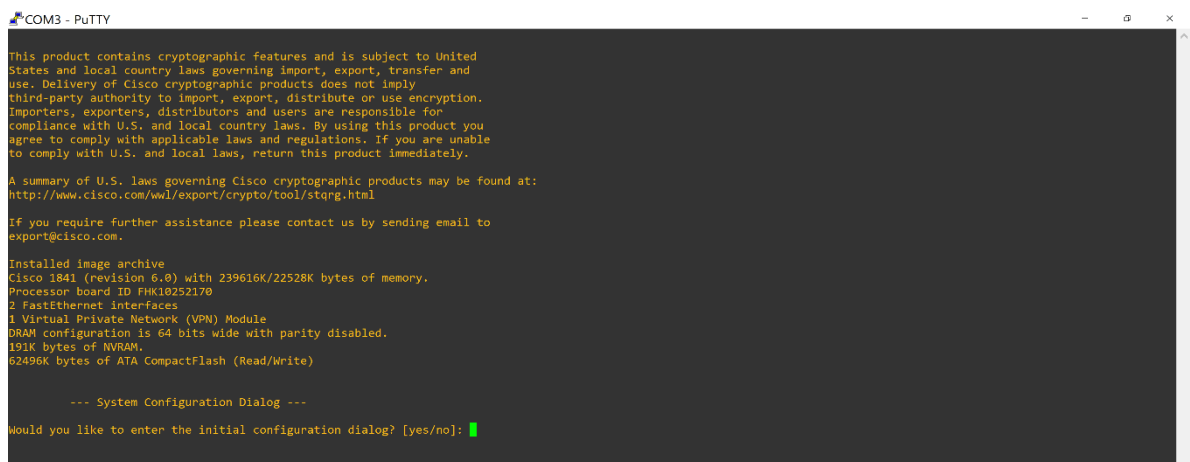 COM3 - PuTTY
This product contains cryptographic features and is subject to United
States and local country laws governing import, export, transfer and
use. Delivery of Cisco cryptographic products does not imply
third-party authority to import, export, distribute or use encryption.
Importers, exporters, distributors and users are responsible for
compliance with U.S. and local country laws. By using this product you
agree to comply with applicable laws and regulations. If you are unable
to comply with U.S. and local laws, return this product immediately.
A summary of U.S. laws governing Cisco cryptographic products may be found at:
http://www.cisco.com/wwl/export/crypto/tool/stqrg.html
If you require further assistance please contact us by sending email to
export@cisco.com.
Installed image archive
Cisco 1841 (revision 6.0) with 239616K/22528K bytes of memory.
Processor board ID FHK10252170
2 FastEthernet interfaces
1 Virtual Private Network (VPN) Module
DRAM configuration is 64 bits wide with parity disabled.
191K bytes of NVRAM.
62496K bytes of ATA CompactFlash (Read/Write)
--- System Configuration Dialog ---
Would you like to enter the initial configuration dialog? [yes/no]: